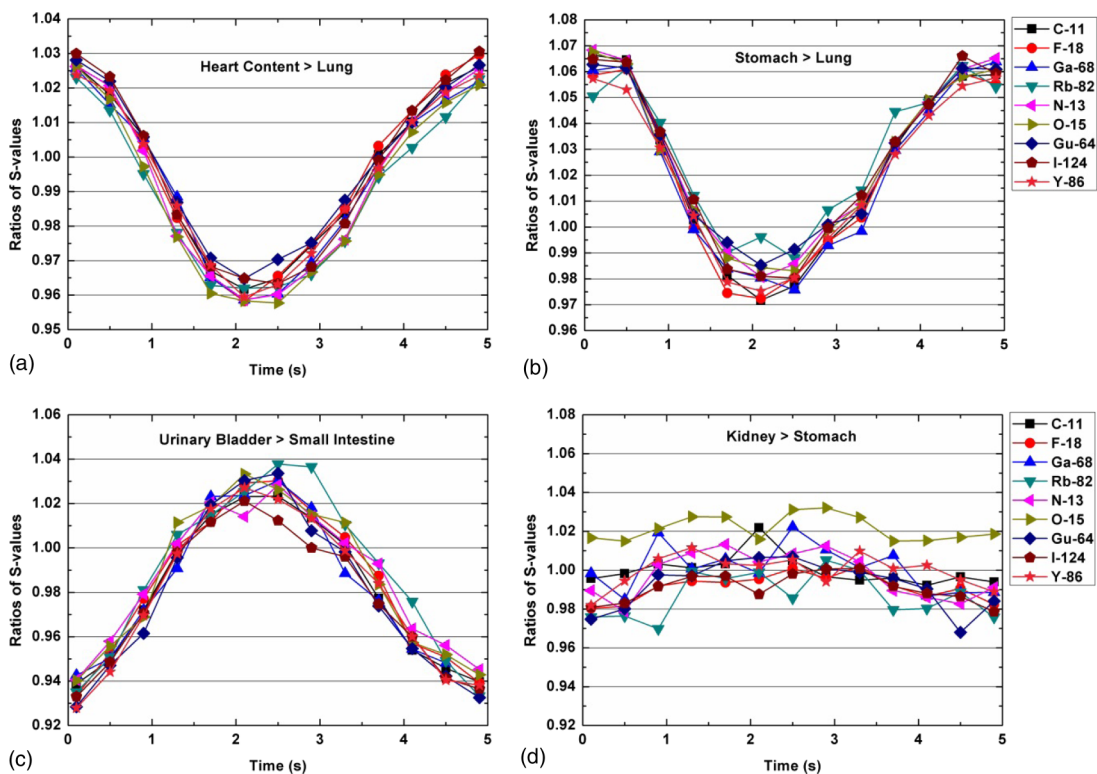 Heart Content > Lung
Ratios of S-values
1.04
1.03
1.02
1.01
1.00
0.99
0.98
0.97
0.96
0.95
0 1 2 3 4 5
Time (s)
(a)
Stomach > Lung
Ratios of S-values
1.08
1.07
1.06
1.05
1.04
1.03
1.02
1.01
1.00
0.99
0.98
0.97
0.96
0 1 2 3 4 5
Time (s)
(b)
C-11
F-18
Ga-68
Rb-82
N-13
O-15
Gu-64
I-124
Y-86
Urinary Bladder > Small Intestine
Ratios of S-values
1.06
1.04
1.02
1.00
0.98
0.96
0.94
0.92
0 1 2 3 4 5
Time (s)
(c)
Kidney > Stomach
Ratios of S-values
1.08
1.06
1.04
1.02
1.00
0.98
0.96
0.94
0.92
0 1 2 3 4 5
Time (s)
(d)
C-11
F-18
Ga-68
Rb-82
N-13
O-15
Gu-64
I-124
Y-86